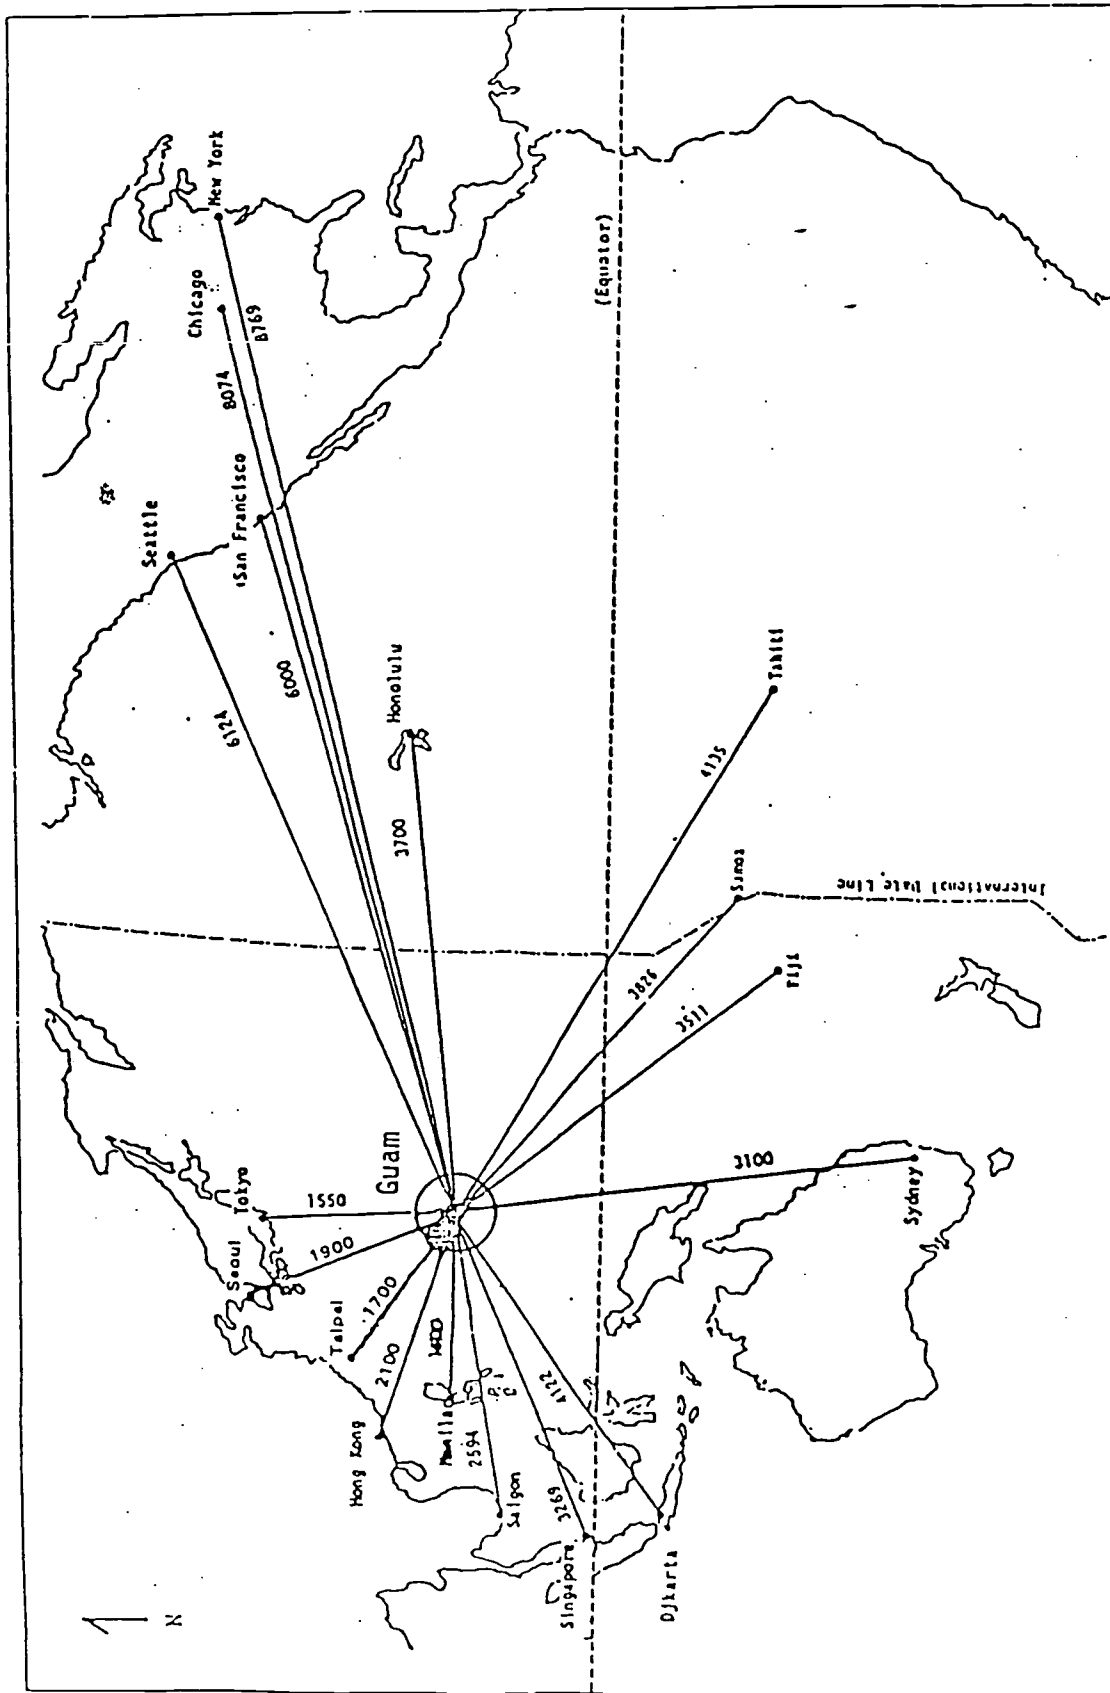 New York
Chicago
8769
8074
Seattle
San Francisco
6124
6000
Honolulu
3700
(Equator)
Tahiti
4135
Samoa
International Date Line
3826
Fiji
3511
Guam
Tokyo
1550
Seoul
1900
Taipei
1700
Hong Kong
2100
Manila
P. I
2594
Saigon
3269
Singapore
4122
Djkarta
3100
Sydney
N